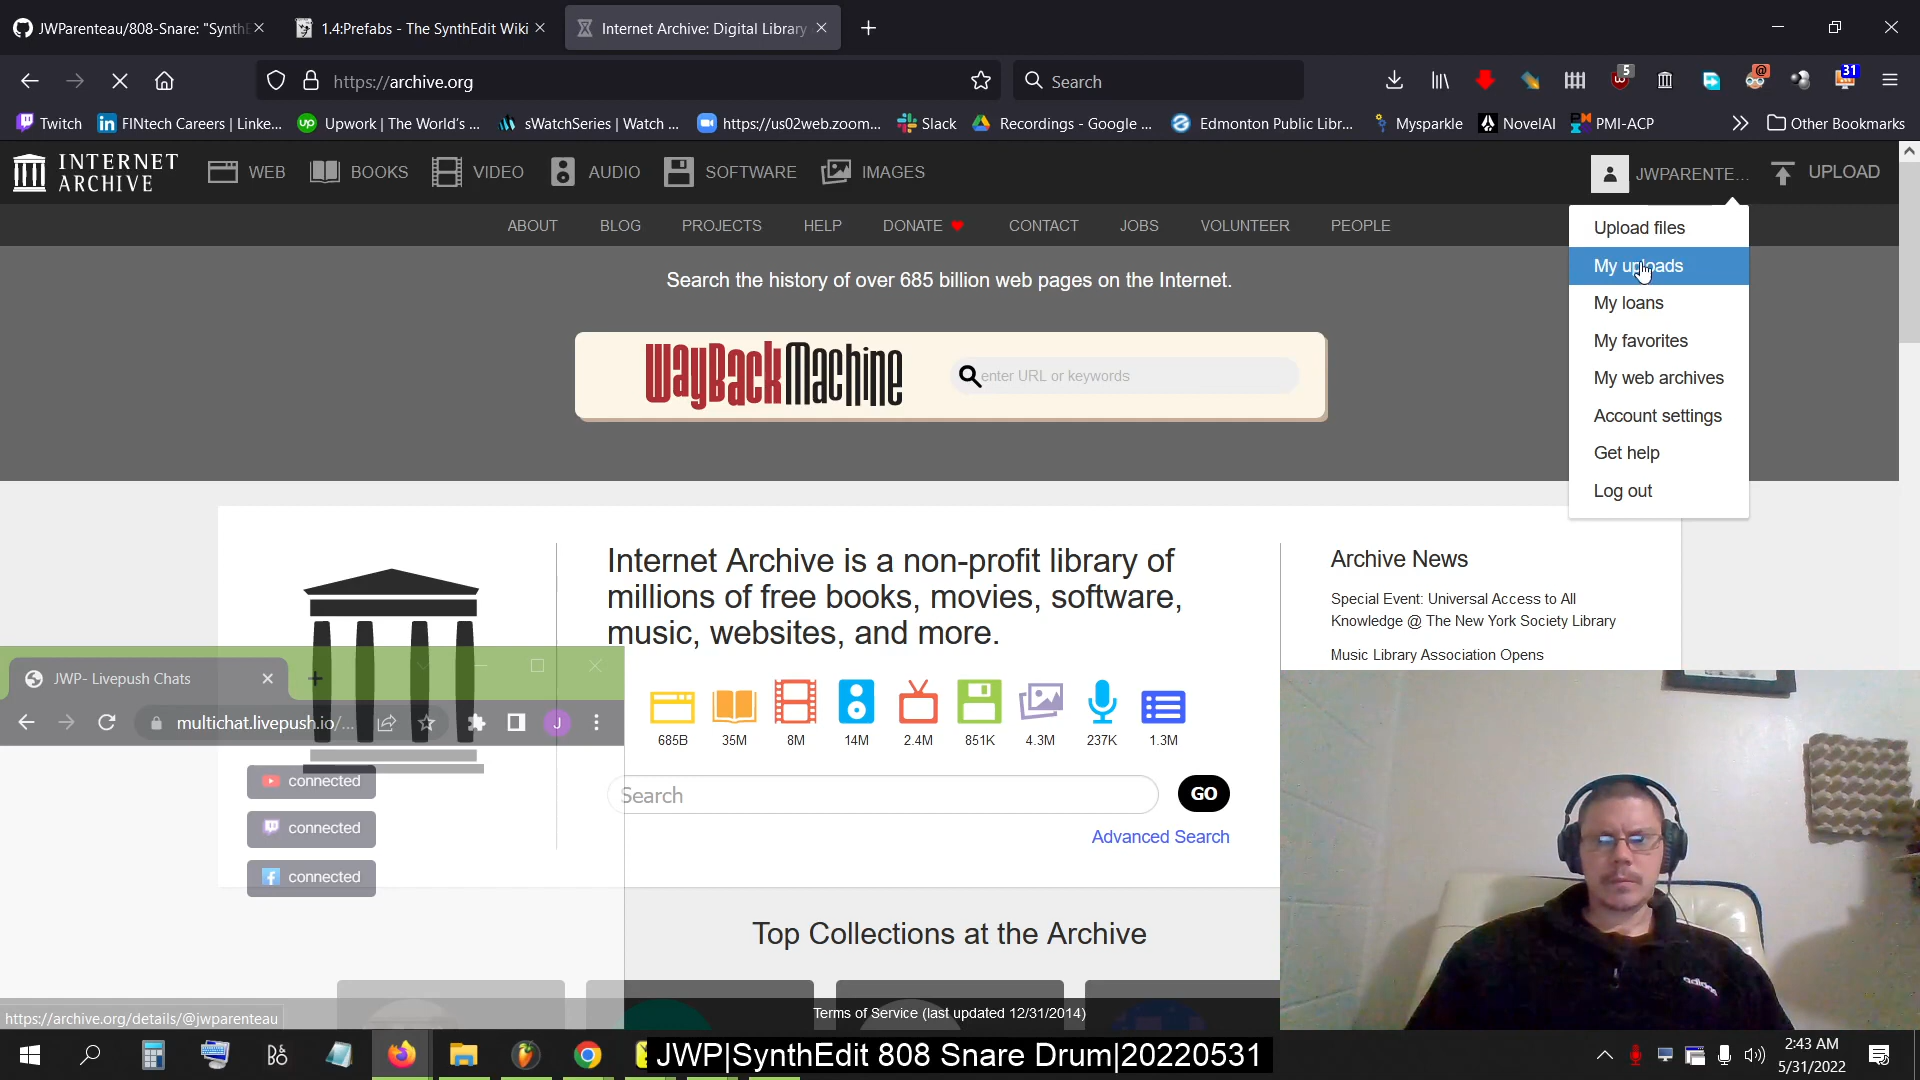 JWParenteau/808-Snare: "SynthE
1.4:Prefabs - The SynthEdit Wiki
Internet Archive: Digital Library
https://archive.org
Search
5
@
31
Twitch
FINtech Careers | Linke...
Upwork | The World's ...
sWatchSeries | Watch ...
https://us02web.zoom...
Slack
Recordings - Google ...
Edmonton Public Libr...
Mysparkle
NovelAI
PMI-ACP
Other Bookmarks
INTERNET
ARCHIVE
WEB
BOOKS
VIDEO
AUDIO
SOFTWARE
IMAGES
JWPARENTE...
UPLOAD
ABOUT
BLOG
PROJECTS
HELP
DONATE
CONTACT
JOBS
VOLUNTEER
PEOPLE
Upload files
My uploads
My loans
My favorites
My web archives
Account settings
Get help
Log out
Search the history of over 685 billion web pages on the Internet.
WayBackMachine
enter URL or keywords
Internet Archive is a non-profit library of
millions of free books, movies, software,
music, websites, and more.
Archive News
Special Event: Universal Access to All
Knowledge @ The New York Society Library
Music Library Association Opens
685B
35M
8M
14M
2.4M
851K
4.3M
237K
1.3M
Search
GO
Advanced Search
Top Collections at the Archive
JWP- Livepush Chats
multichat.livepush.io/...
J
connected
connected
connected
https://archive.org/details/@jwparenteau
Terms of Service (last updated 12/31/2014)
adidas
JWP|SynthEdit 808 Snare Drum|20220531
2:43 AM
5/31/2022